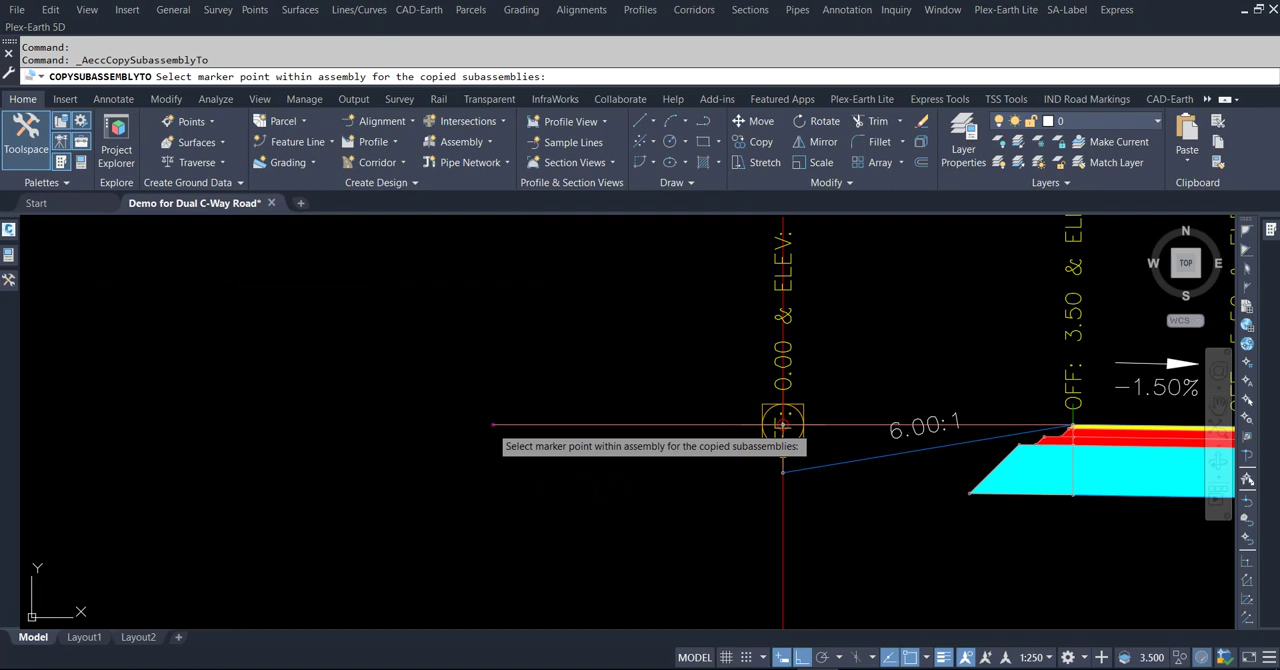 File Edit View Insert General Survey Points Surfaces Lines/Curves CAD-Earth Parcels Grading Alignments Profiles Corridors Sections Pipes Annotation Inquiry Window Plex-Earth Lite SA-Label Express
Plex-Earth 5D
Command:
Command: _AeccCopySubassemblyTo
COPYSUBASSEMBLYTO Select marker point within assembly for the copied subassemblies:
Home Insert Annotate Modify Analyze View Manage Output Survey Rail Transparent InfraWorks Collaborate Help Add-ins Featured Apps Plex-Earth Lite Express Tools TSS Tools IND Road Markings CAD-Earth
Points Parcel Alignment Intersections Profile View Move Rotate Trim 0
Toolspace Surfaces Project Explorer Feature Line Profile Assembly Sample Lines Copy Mirror Fillet Layer Properties Make Current Paste
Traverse Grading Corridor Pipe Network Section Views Stretch Scale Array Match Layer
Palettes Explore Create Ground Data Create Design Profile & Section Views Draw Modify Layers Clipboard
Start Demo for Dual C-Way Road*
N
W TOP E
S
WCS
0.00 & ELEV:
OFF: 3.50 & ELE
-1.50%
6.00:1
Select marker point within assembly for the copied subassemblies:
Y
X
Model Layout1 Layout2
MODEL 1:250 3.500